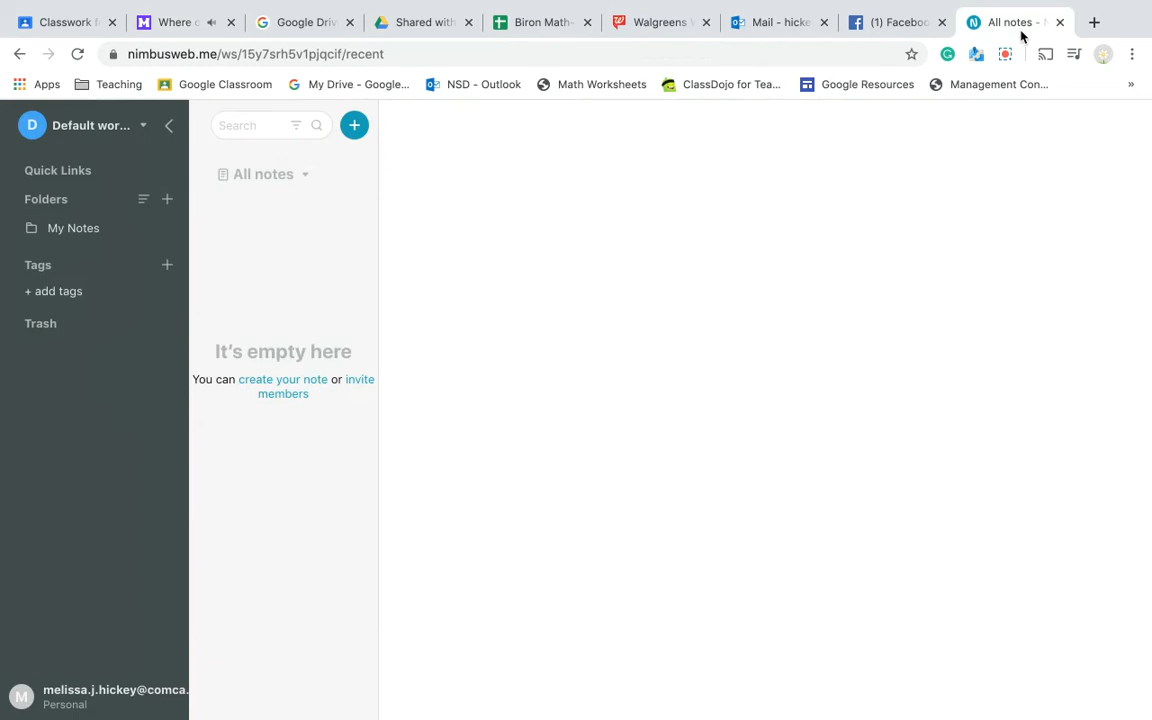 Classwork f
Where c
Google Driv
Shared with
Biron Math-
Walgreens
Mail - hicke
(1) Faceboo
All notes -
nimbusweb.me/ws/15y7srh5v1pjqcif/recent
Apps
Teaching
Google Classroom
My Drive - Google...
NSD - Outlook
Math Worksheets
ClassDojo for Tea...
Google Resources
Management Con...
»
D
Default wor...
Search
Quick Links
All notes
Folders
My Notes
Tags
+ add tags
Trash
It's empty here
You can create your note or invite
members
M
melissa.j.hickey@comca.
Personal